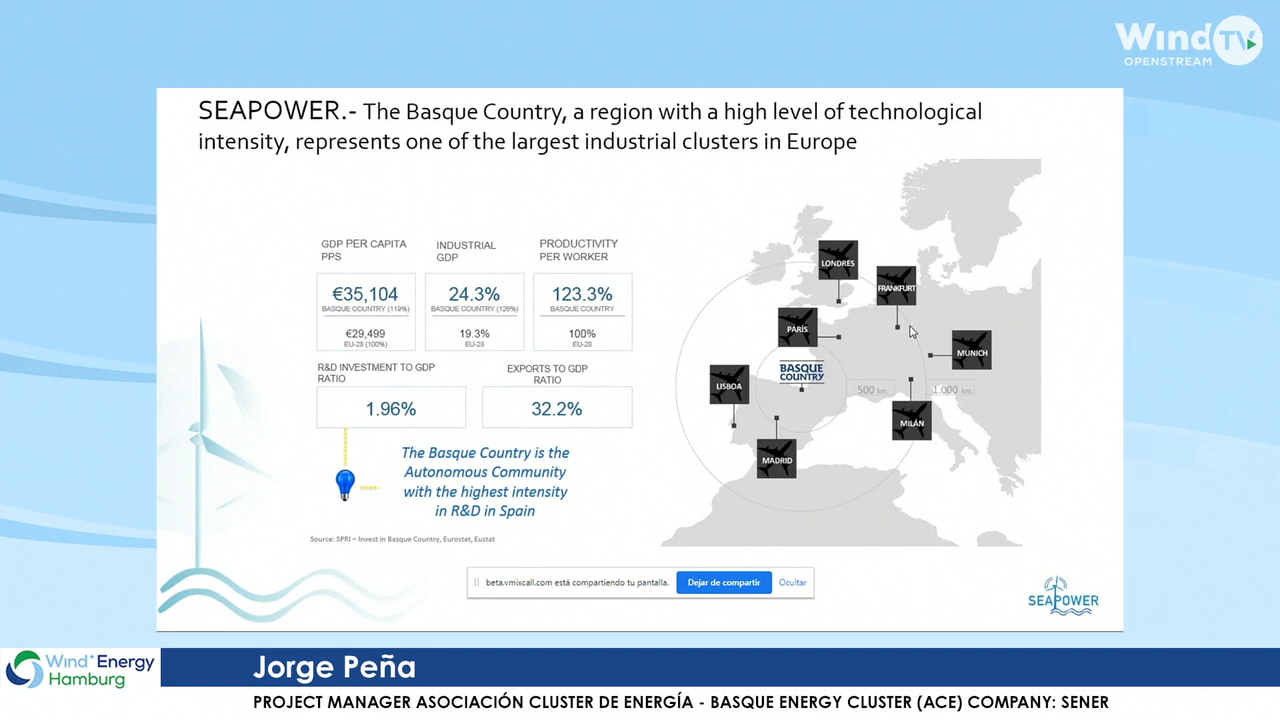 Wind TV
OPENSTREAM
SEAPOWER.- The Basque Country, a region with a high level of technological
intensity, represents one of the largest industrial clusters in Europe
GDP PER CAPITA
PPS
€35,104
BASQUE COUNTRY (119%)
€29,499
EU-28 (100%)
INDUSTRIAL
GDP
24.3%
BASQUE COUNTRY (126%)
19.3%
EU-28
PRODUCTIVITY
PER WORKER
123.3%
BASQUE COUNTRY
100%
EU-28
R&D INVESTMENT TO GDP
RATIO
1.96%
EXPORTS TO GDP
RATIO
32.2%
The Basque Country is the
Autonomous Community
with the highest intensity
in R&D in Spain
Source: SPRI – Invest in Basque Country, Eurostat, Eustat
LONDRES
FRANKFURT
PARÍS
MUNICH
BASQUE
COUNTRY
LISBOA
500 km.
1.000 km.
MILÁN
MADRID
beta.vmixcall.com está compartiendo tu pantalla.
Dejar de compartir
Ocultar
SEAPOWER
Wind Energy
Hamburg
Jorge Peña
PROJECT MANAGER ASOCIACIÓN CLUSTER DE ENERGÍA - BASQUE ENERGY CLUSTER (ACE) COMPANY: SENER